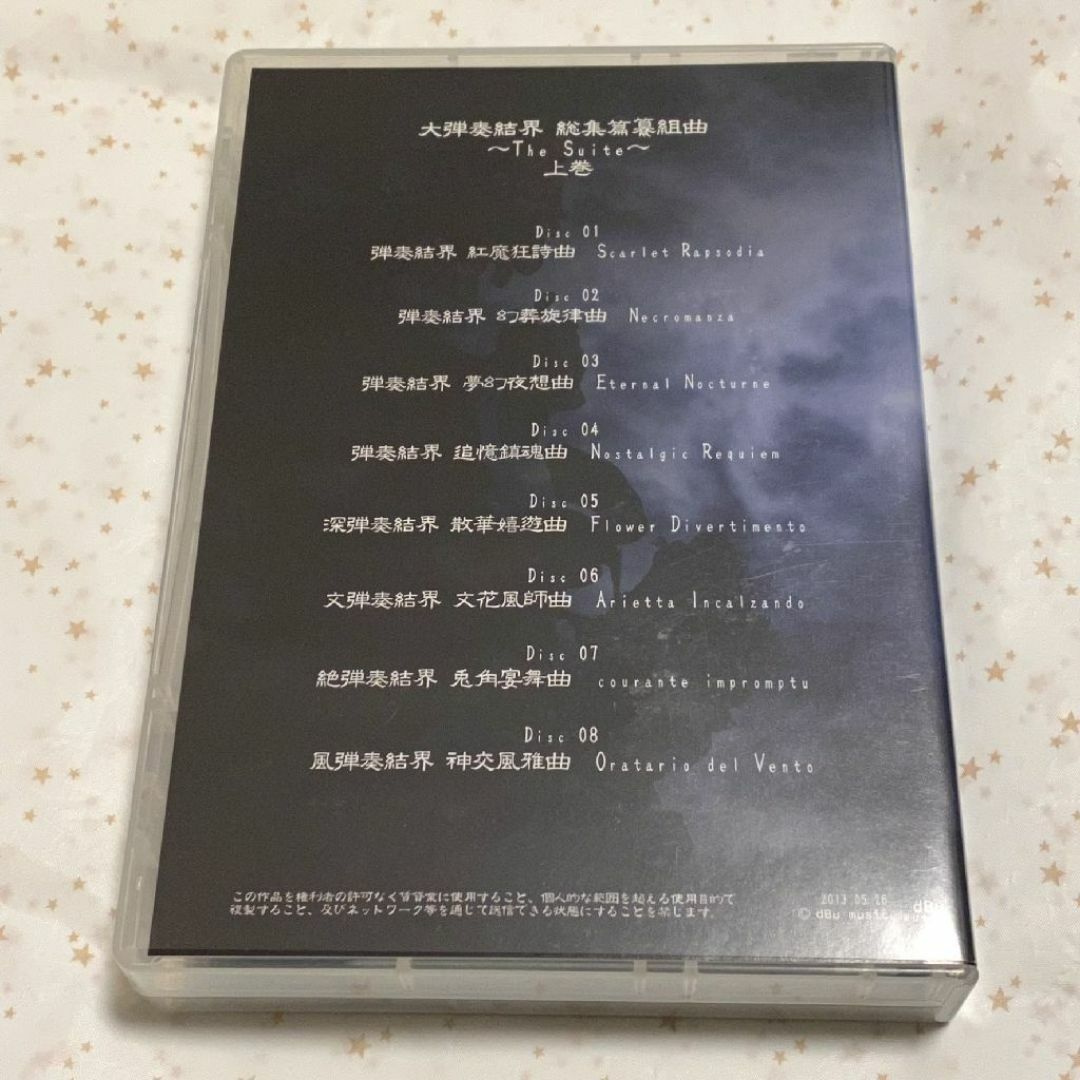 大弾奏結界 総集篇纂組曲
～The Suite～
上巻
Disc 01
弾奏結界 紅魔狂詩曲 Scarlet Rapsodia
Disc 02
弾奏結界 幻葬旋律曲 Necromanza
Disc 03
弾奏結界 夢幻夜想曲 Eternal Nocturne
Disc 04
弾奏結界 追憶鎮魂曲 Nostalgic Requiem
Disc 05
深弾奏結界 散華嬉遊曲 Flower Divertimento
Disc 06
文弾奏結界 文花風師曲 Arietta Incalzando
Disc 07
絶弾奏結界 兎角宴舞曲 courante impromptu
Disc 08
風弾奏結界 神交風雅曲 Oratario del Vento
この作品を権利者の許可なく賃貸業に使用すること、個人的な範囲を超える使用目的で
複製すること、及びネットワーク等を通じて送信できる状態にすることを禁じます。
2013.05.26
© dBu music